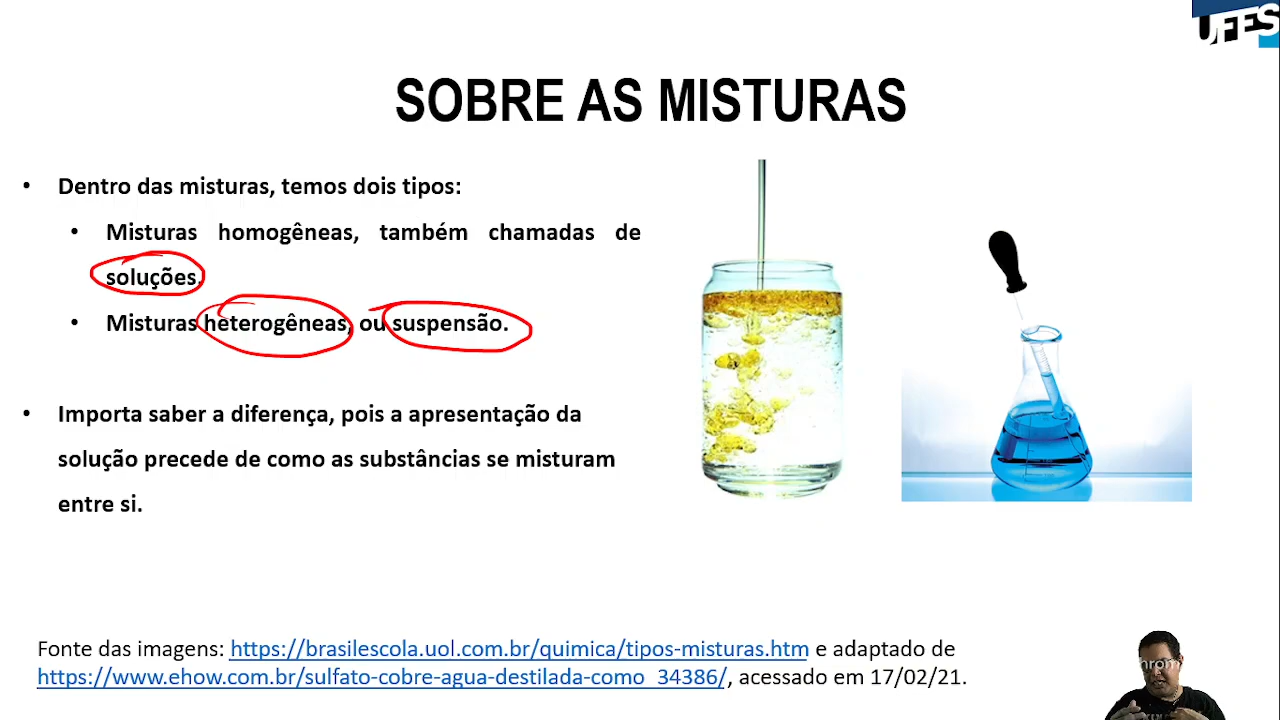 UFES
SOBRE AS MISTURAS
• Dentro das misturas, temos dois tipos:
• Misturas homogêneas, também chamadas de
soluções.
• Misturas heterogêneas, ou suspensão.
• Importa saber a diferença, pois a apresentação da
solução precede de como as substâncias se misturam
entre si.
Fonte das imagens: https://brasilescola.uol.com.br/quimica/tipos-misturas.htm e adaptado de
https://www.ehow.com.br/sulfato-cobre-agua-destilada-como_34386/, acessado em 17/02/21.